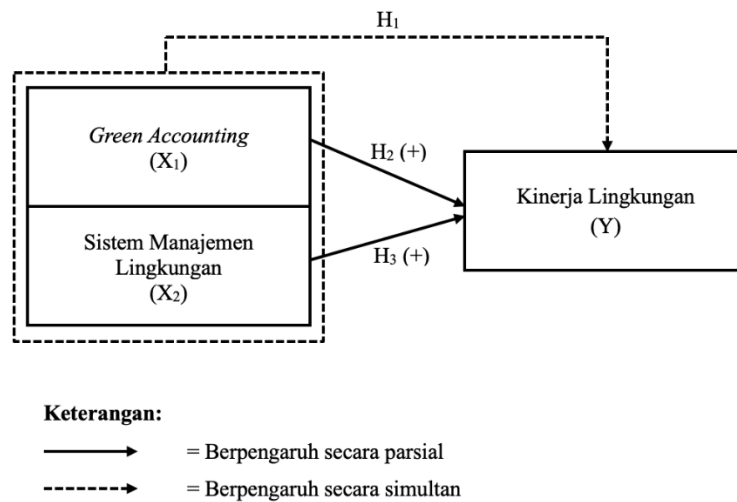 H₁
Green Accounting
(X₁)
H₂ (+)
Kinerja Lingkungan
(Y)
Sistem Manajemen
Lingkungan
(X₂)
H₃ (+)
Keterangan:
= Berpengaruh secara parsial
= Berpengaruh secara simultan